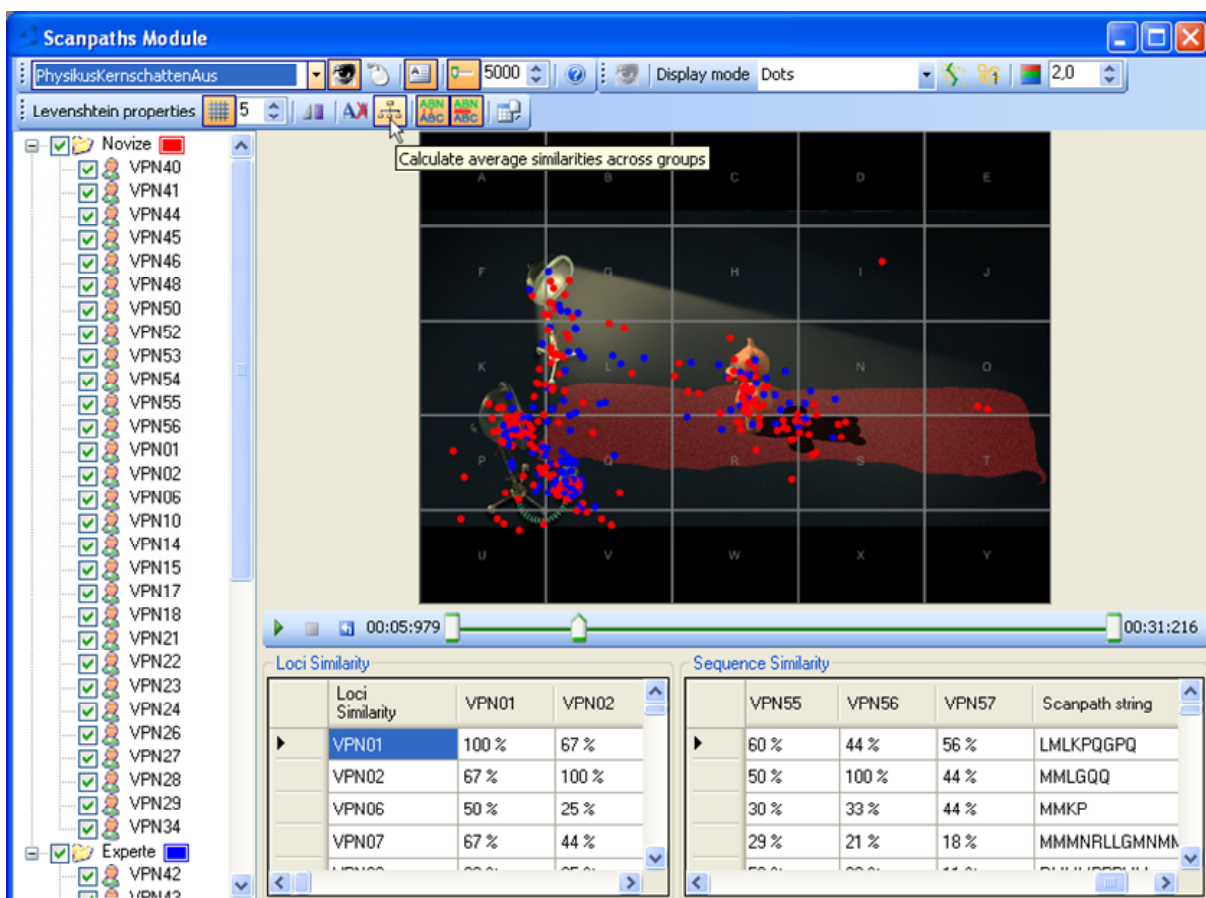 Scanpaths Module
PhysikusKernschattenAus 5000 Display mode Dots 2,0
Levenshtein properties 5 ABN ABC ABN ABC
Calculate average similarities across groups
Novize
VPN40
VPN41
VPN44
VPN45
VPN46
VPN48
VPN50
VPN52
VPN53
VPN54
VPN55
VPN56
VPN01
VPN02
VPN06
VPN10
VPN14
VPN15
VPN17
VPN18
VPN21
VPN22
VPN23
VPN24
VPN26
VPN27
VPN28
VPN29
VPN34
Experte
VPN42
A B C D E
F G H I J
K L N O
P Q R S T
U V W X Y
00:05:979 00:31:216
Loci Similarity
Loci Similarity VPN01 VPN02
VPN01 100 % 67 %
VPN02 67 % 100 %
VPN06 50 % 25 %
VPN07 67 % 44 %
Sequence Similarity
VPN55 VPN56 VPN57 Scanpath string
60 % 44 % 56 % LMLKPQGPQ
50 % 100 % 44 % MMLGQQ
30 % 33 % 44 % MMKP
29 % 21 % 18 % MMMNRLLGMNMM